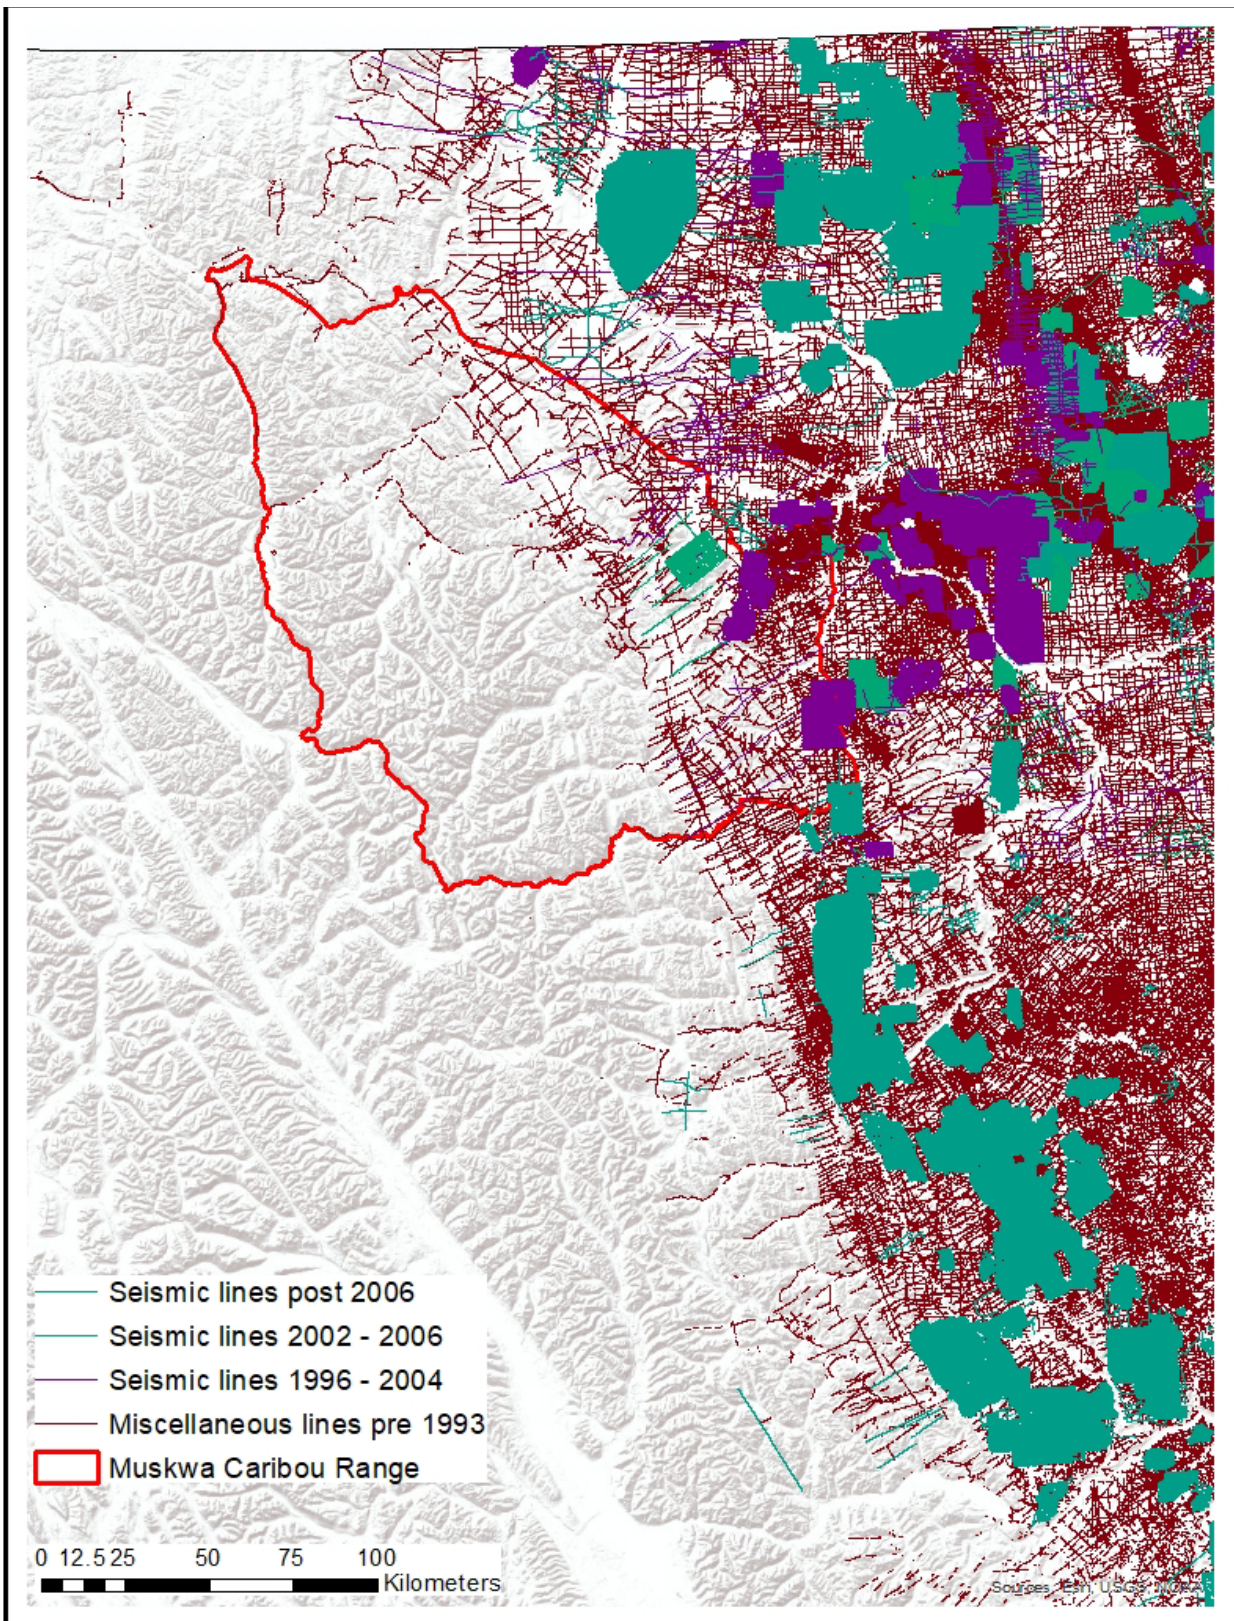 Seismic lines post 2006
Seismic lines 2002 - 2006
Seismic lines 1996 - 2004
Miscellaneous lines pre 1993
Muskwa Caribou Range
0 12.5 25 50 75 100
Kilometers
Sources: Esri, USGS, NOAA